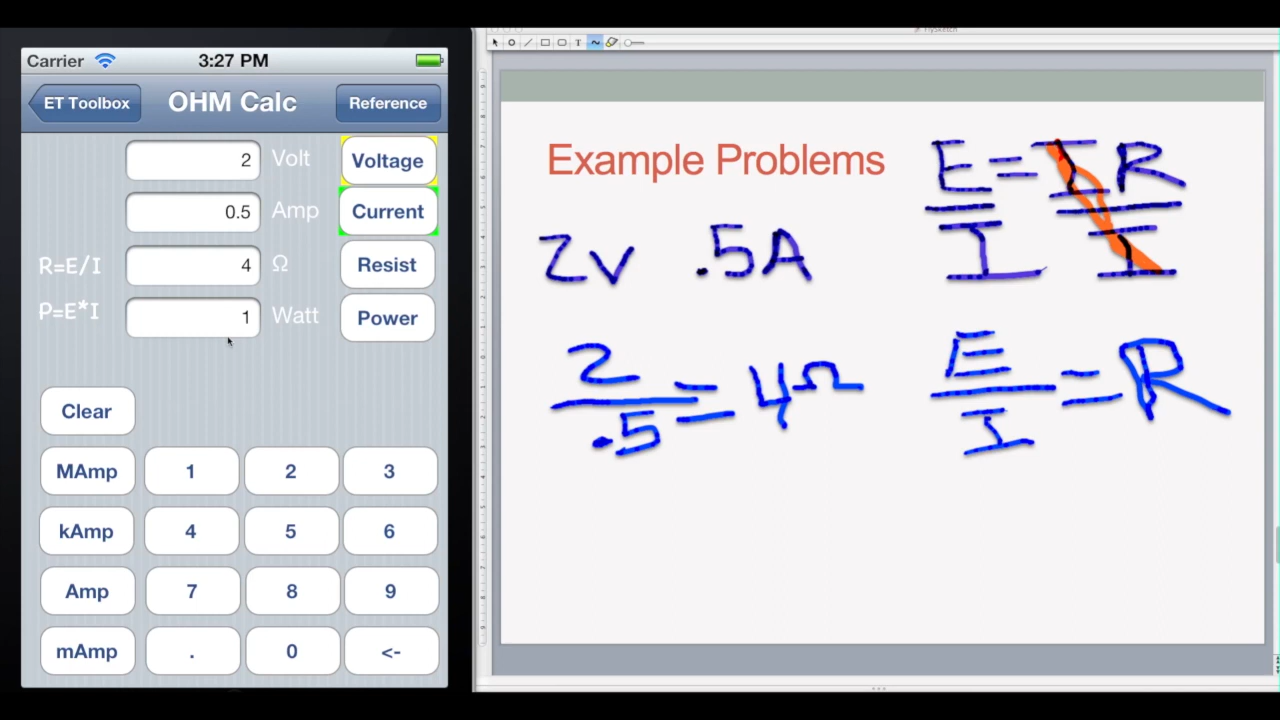 FlySketch
Carrier 3:27 PM
ET Toolbox OHM Calc Reference
2 Volt Voltage
0.5 Amp Current
R=E/I 4 Ω Resist
P=E*I 1 Watt Power
Clear
MAmp 1 2 3
kAmp 4 5 6
Amp 7 8 9
mAmp . 0 <-
T
Example Problems
E=IR
I I
2v .5A
2
.5 =4Ω
E
I =R